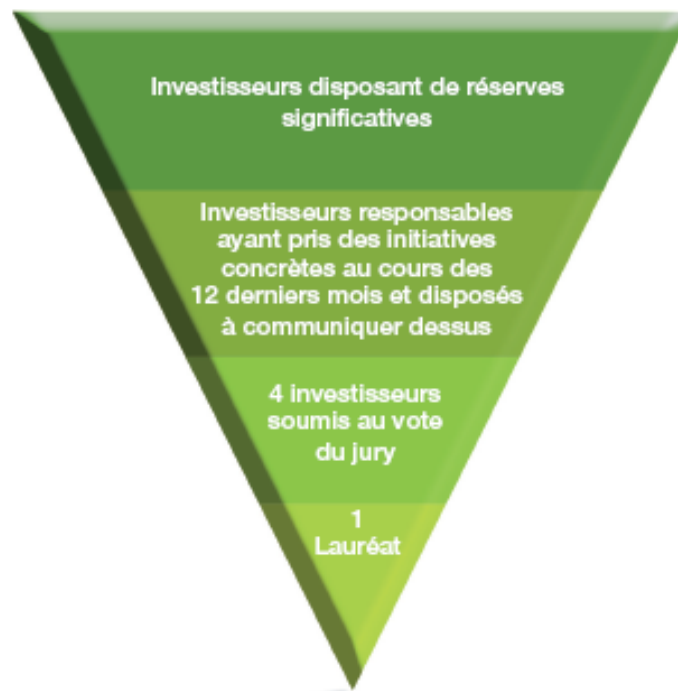 Investisseurs disposant de réserves
significatives
Investisseurs responsables
ayant pris des initiatives
concrètes au cours des
12 derniers mois et disposés
à communiquer dessus
4 investisseurs
soumis au vote
du jury
1
Lauréat